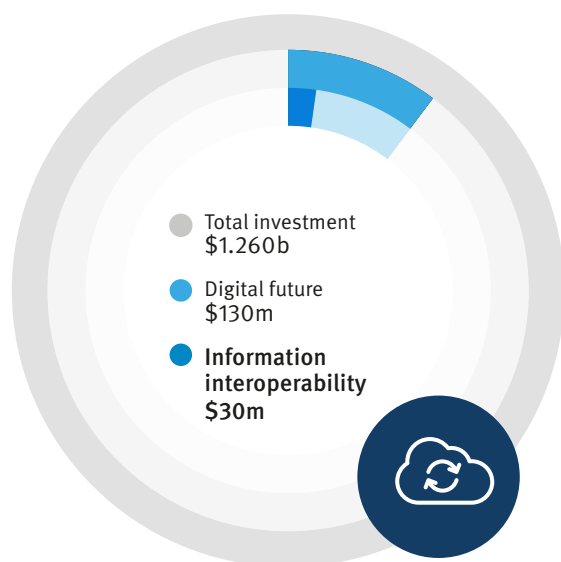 Total investment
$1.260b
Digital future
$130m
Information
interoperability
$30m